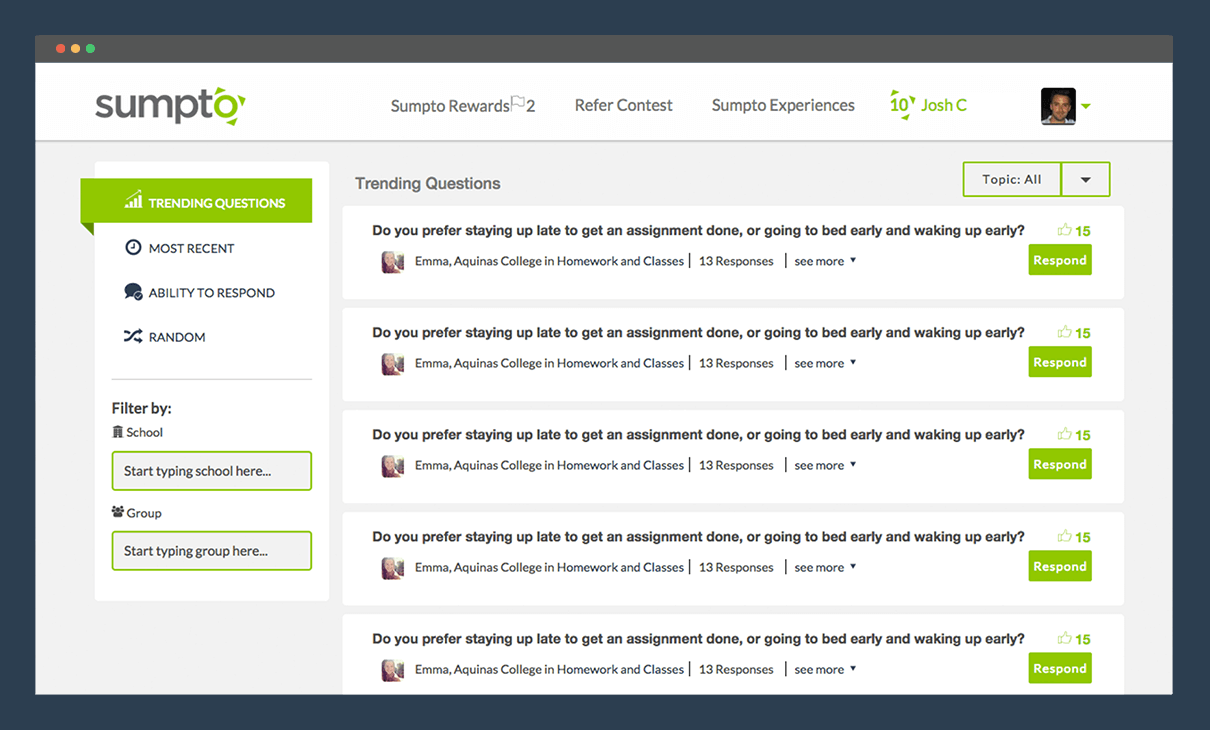 sumpto
Sumpto Rewards 2 Refer Contest Sumpto Experiences 10 Josh C
TRENDING QUESTIONS
MOST RECENT
ABILITY TO RESPOND
RANDOM
Filter by:
School
Start typing school here...
Group
Start typing group here...
Trending Questions
Topic: All
Do you prefer staying up late to get an assignment done, or going to bed early and waking up early? 15
Emma, Aquinas College in Homework and Classes | 13 Responses | see more Respond
Do you prefer staying up late to get an assignment done, or going to bed early and waking up early? 15
Emma, Aquinas College in Homework and Classes | 13 Responses | see more Respond
Do you prefer staying up late to get an assignment done, or going to bed early and waking up early? 15
Emma, Aquinas College in Homework and Classes | 13 Responses | see more Respond
Do you prefer staying up late to get an assignment done, or going to bed early and waking up early? 15
Emma, Aquinas College in Homework and Classes | 13 Responses | see more Respond
Do you prefer staying up late to get an assignment done, or going to bed early and waking up early? 15
Emma, Aquinas College in Homework and Classes | 13 Responses | see more Respond